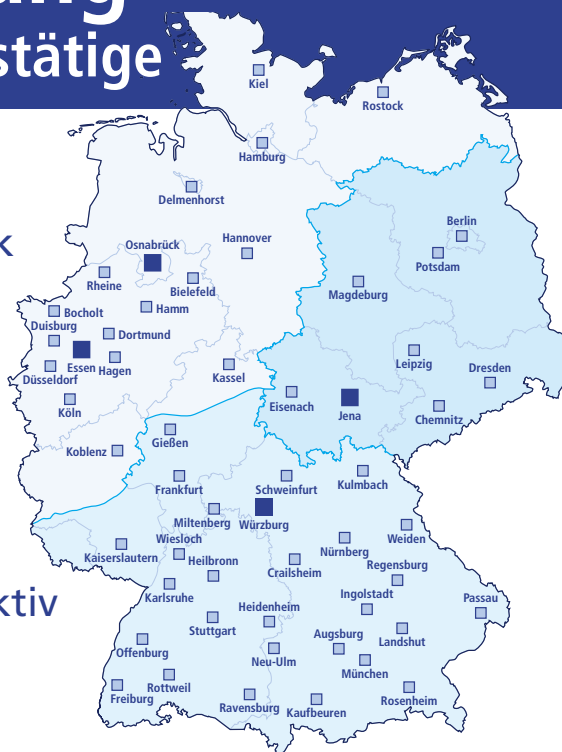 stätige
Kiel
Rostock
Hamburg
Delmenhorst
Berlin
Hannover
Osnabrück
Potsdam
Rheine
Bielefeld
Magdeburg
Hamm
Bocholt
Duisburg
Dortmund
Leipzig
Essen
Hagen
Dresden
Düsseldorf
Kassel
Eisenach
Jena
Köln
Chemnitz
Gießen
Koblenz
Frankfurt
Schweinfurt
Kulmbach
Miltenberg
Würzburg
Wiesloch
Weiden
Kaiserslautern
Nürnberg
Heilbronn
Crailsheim
Regensburg
Karlsruhe
Ingolstadt
Passau
ktiv
Heidenheim
Stuttgart
Augsburg
Landshut
Offenburg
Neu-Ulm
München
Rottweil
Freiburg
Ravensburg
Kaufbeuren
Rosenheim